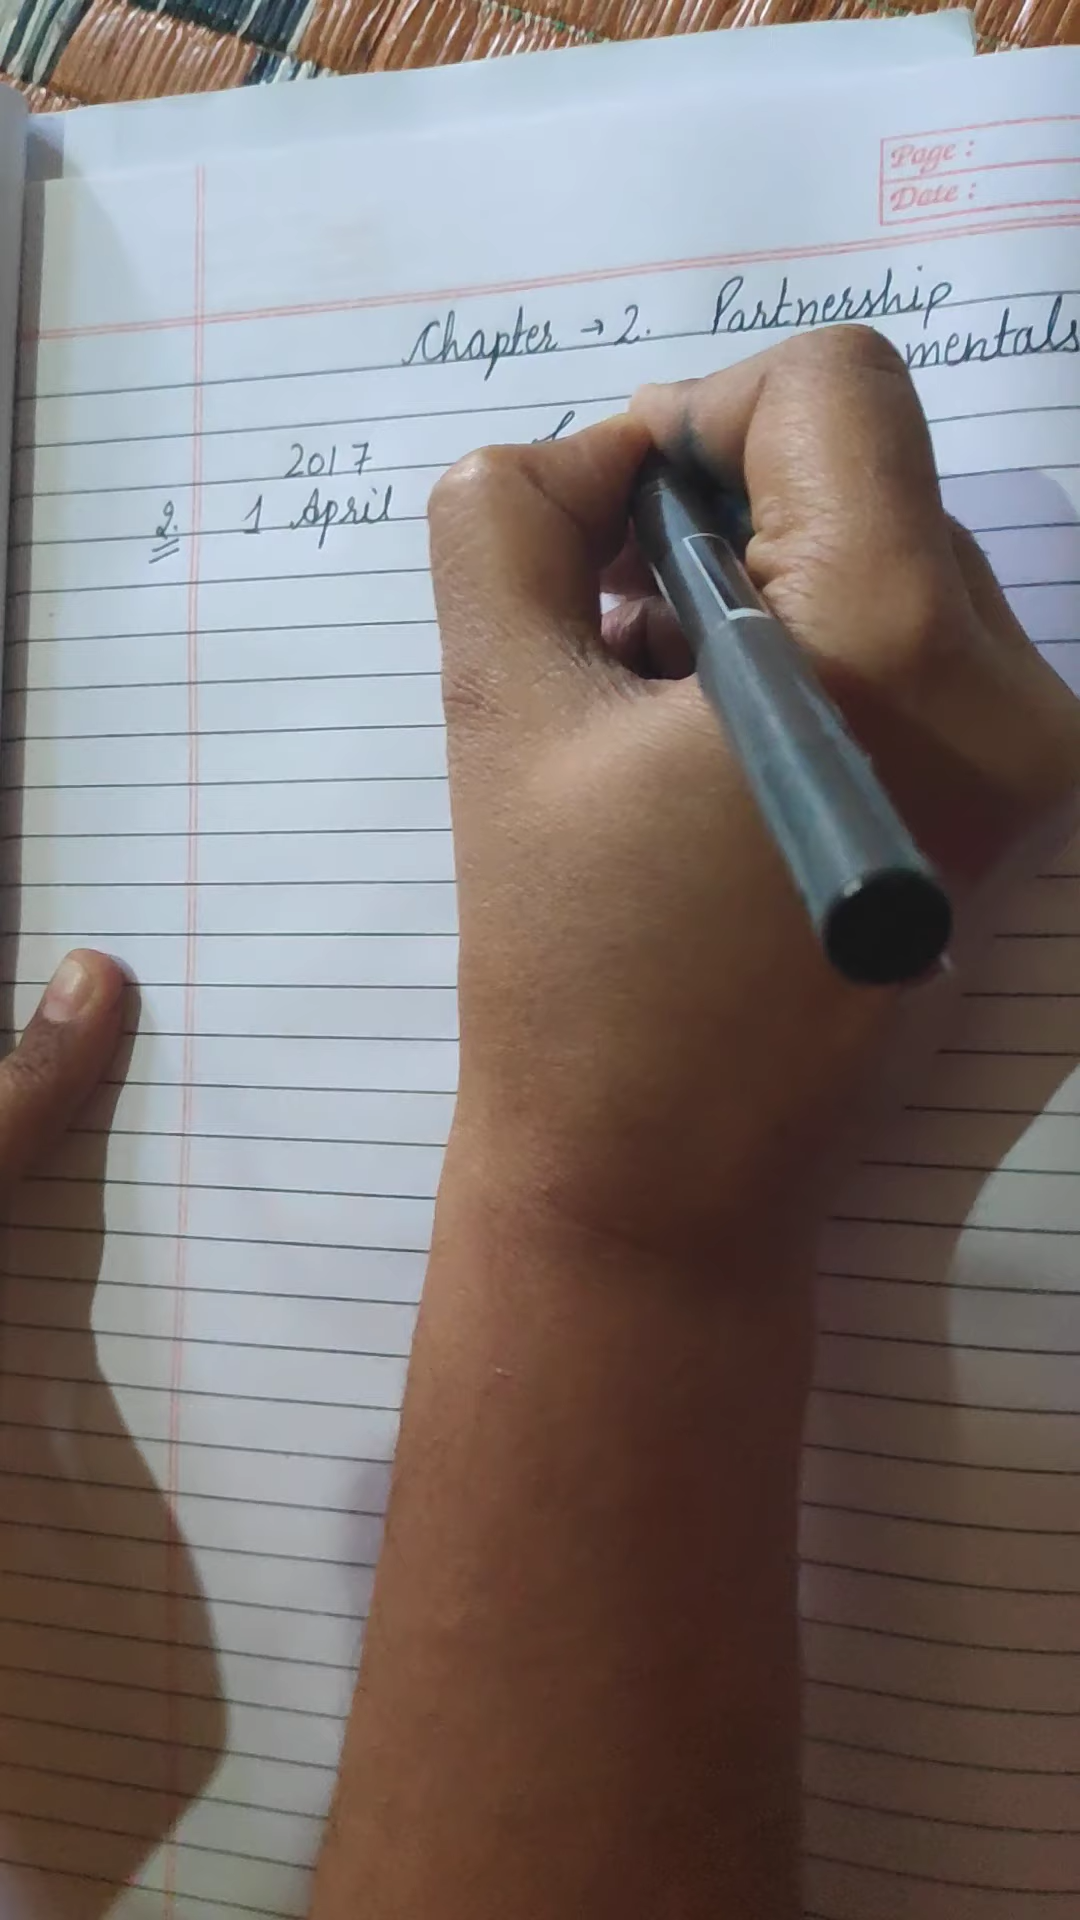 Page :
Date :
Chapter → 2. Partnership
mentals
2017
2. 1 April